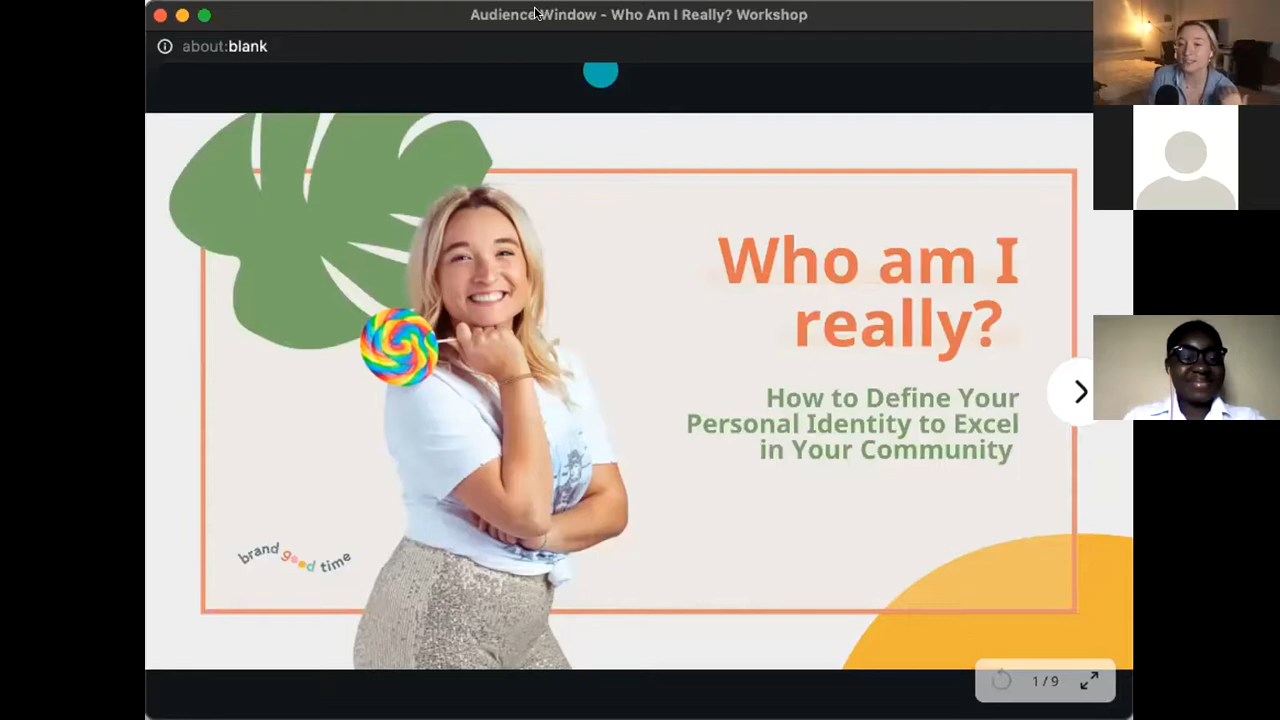 Audience Window - Who Am I Really? Workshop
about:blank
Who am I
really?
How to Define Your
Personal Identity to Excel
in Your Community
brand good time
1 / 9